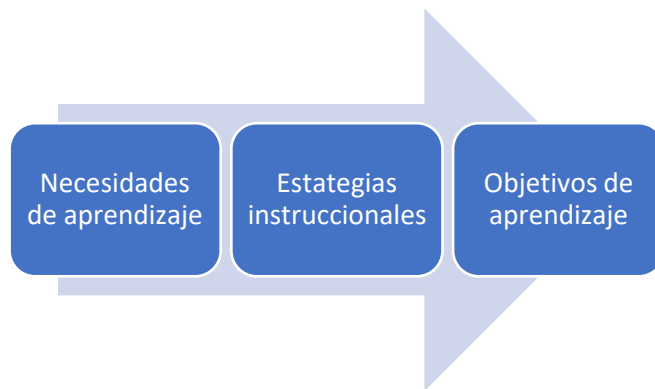 Necesidades
de aprendizaje
Estategias
instruccionales
Objetivos de
aprendizaje